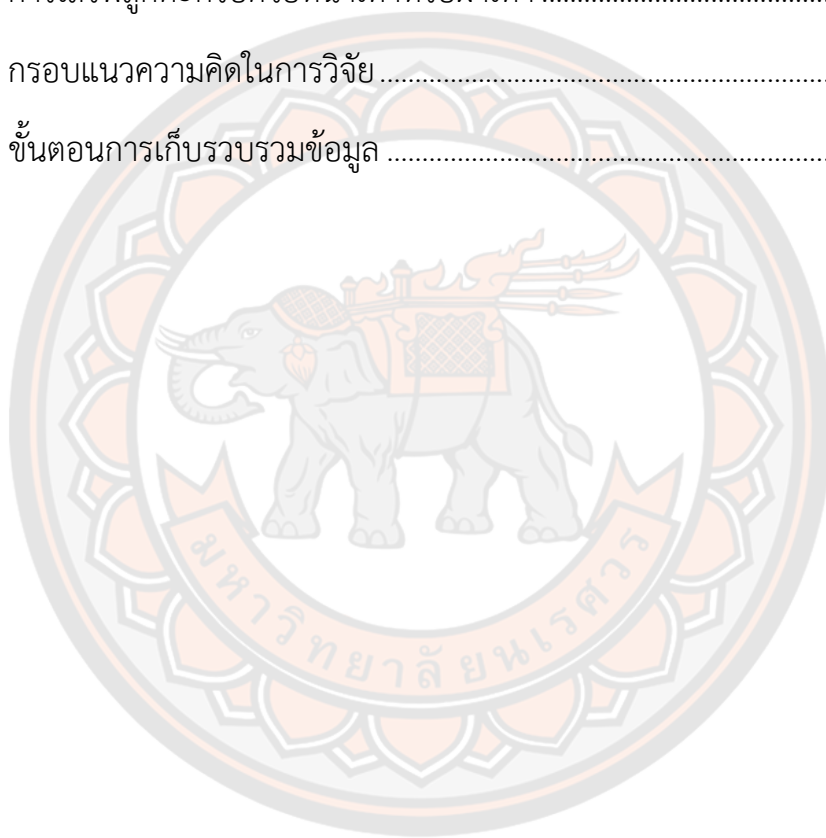 กรอบแนวความคิดในการวิจัย
ขั้นตอนการเก็บรวบรวมข้อมูล
มหาวิทยาลัยนเรศวร